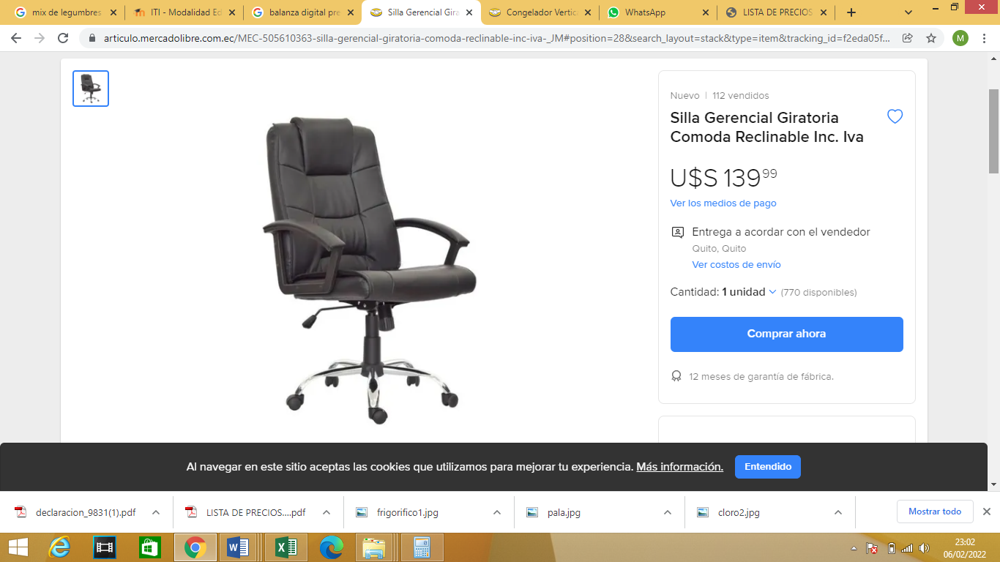 mix de legumbres
ITI - Modalidad Ed
balanza digital pre
Silla Gerencial Gira
Congelador Vertica
WhatsApp
LISTA DE PRECIOS
articulo.mercadolibre.com.ec/MEC-505610363-silla-gerencial-giratoria-comoda-reclinable-inc-iva-_JM#position=28&search_layout=stack&type=item&tracking_id=f2eda05f...
M
Nuevo | 112 vendidos
Silla Gerencial Giratoria
Comoda Reclinable Inc. Iva
U$S 139 99
Ver los medios de pago
Entrega a acordar con el vendedor
Quito, Quito
Ver costos de envío
Cantidad: 1 unidad (770 disponibles)
Comprar ahora
12 meses de garantía de fábrica.
Al navegar en este sitio aceptas las cookies que utilizamos para mejorar tu experiencia. Más información. Entendido
declaracion_9831(1).pdf
LISTA DE PRECIOS....pdf
frigorifico1.jpg
pala.jpg
cloro2.jpg
Mostrar todo
23:02
06/02/2022